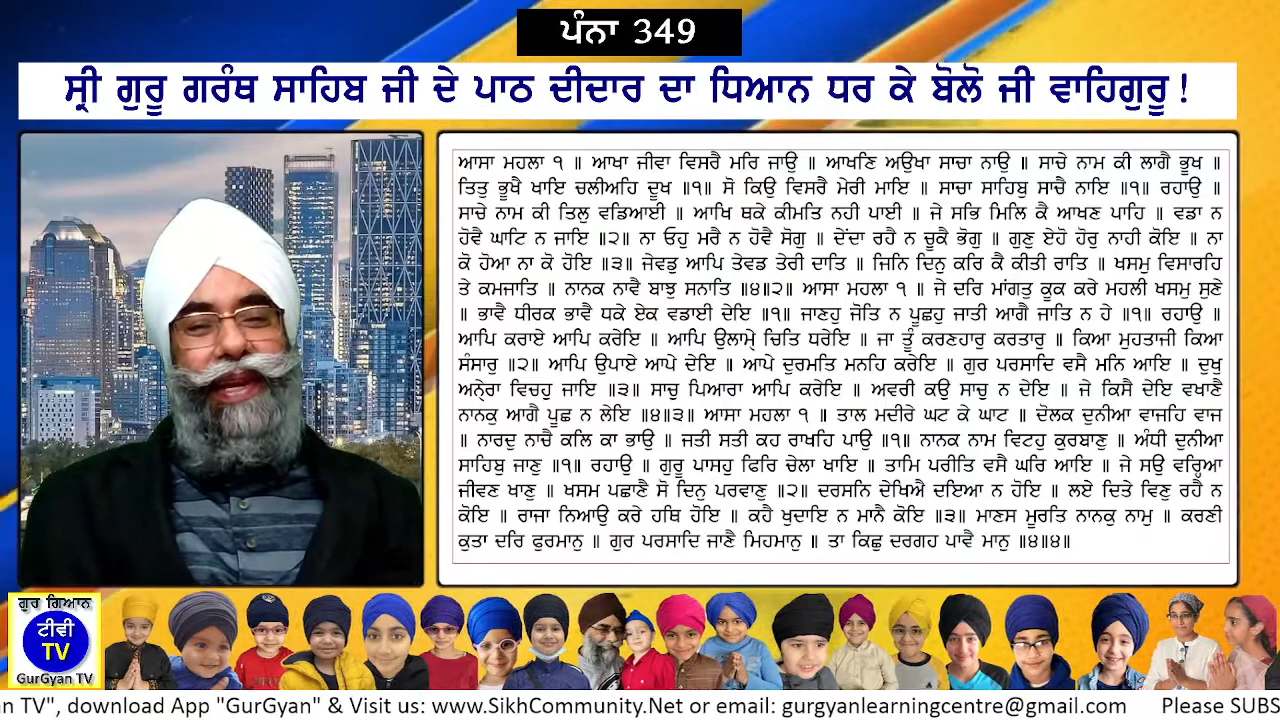 ਪੰਨਾ 349
ਸ੍ਰੀ ਗੁਰੂ ਗਰੰਥ ਸਾਹਿਬ ਜੀ ਦੇ ਪਾਠ ਦੀਦਾਰ ਦਾ ਧਿਆਨ ਧਰ ਕੇ ਬੋਲੋ ਜੀ ਵਾਹਿਗੁਰੂ!
ਆਸਾ ਮਹਲਾ ੧ ॥ ਆਖਾ ਜੀਵਾ ਵਿਸਰੈ ਮਰਿ ਜਾਉ ॥ ਆਖਣਿ ਅਉਖਾ ਸਾਚਾ ਨਾਉ ॥ ਸਾਚੇ ਨਾਮ ਕੀ ਲਾਗੈ ਭੂਖ ॥
ਤਿਤੁ ਭੂਖੈ ਖਾਇ ਚਲੀਅਹਿ ਦੂਖ ॥੧॥ ਸੋ ਕਿਉ ਵਿਸਰੈ ਮੇਰੀ ਮਾਇ ॥ ਸਾਚਾ ਸਾਹਿਬੁ ਸਾਚੈ ਨਾਇ ॥੧॥ ਰਹਾਉ ॥
ਸਾਚੇ ਨਾਮ ਕੀ ਤਿਲੁ ਵਡਿਆਈ ॥ ਆਖਿ ਥਕੇ ਕੀਮਤਿ ਨਹੀ ਪਾਈ ॥ ਜੇ ਸਭਿ ਮਿਲਿ ਕੈ ਆਖਣ ਪਾਹਿ ॥ ਵਡਾ ਨ
ਹੋਵੈ ਘਾਟਿ ਨ ਜਾਇ ॥੨॥ ਨਾ ਓਹੁ ਮਰੈ ਨ ਹੋਵੈ ਸੋਗੁ ॥ ਦੇਂਦਾ ਰਹੈ ਨ ਚੂਕੈ ਭੋਗੁ ॥ ਗੁਣੁ ਏਹੋ ਹੋਰੁ ਨਾਹੀ ਕੋਇ ॥ ਨਾ
ਕੋ ਹੋਆ ਨਾ ਕੋ ਹੋਇ ॥੩॥ ਜੇਵਡੁ ਆਪਿ ਤੇਵਡ ਤੇਰੀ ਦਾਤਿ ॥ ਜਿਨਿ ਦਿਨੁ ਕਰਿ ਕੈ ਕੀਤੀ ਰਾਤਿ ॥ ਖਸਮੁ ਵਿਸਾਰਹਿ
ਤੇ ਕਮਜਾਤਿ ॥ ਨਾਨਕ ਨਾਵੈ ਬਾਝੁ ਸਨਾਤਿ ॥੪॥੨॥ ਆਸਾ ਮਹਲਾ ੧ ॥ ਜੇ ਦਰਿ ਮਾਂਗਤੁ ਕੂਕ ਕਰੇ ਮਹਲੀ ਖਸਮੁ ਸੁਣੇ
॥ ਭਾਵੈ ਧੀਰਕ ਭਾਵੈ ਧਕੇ ਏਕ ਵਡਾਈ ਦੇਇ ॥੧॥ ਜਾਣਹੁ ਜੋਤਿ ਨ ਪੂਛਹੁ ਜਾਤੀ ਆਗੈ ਜਾਤਿ ਨ ਹੇ ॥੧॥ ਰਹਾਉ ॥
ਆਪਿ ਕਰਾਏ ਆਪਿ ਕਰੇਇ ॥ ਆਪਿ ਉਲਾਮ੍ਹੇ ਚਿਤਿ ਧਰੇਇ ॥ ਜਾ ਤੂੰ ਕਰਣਹਾਰੁ ਕਰਤਾਰੁ ॥ ਕਿਆ ਮੁਹਤਾਜੀ ਕਿਆ
ਸੰਸਾਰੁ ॥੨॥ ਆਪਿ ਉਪਾਏ ਆਪੇ ਦੇਇ ॥ ਆਪੇ ਦੁਰਮਤਿ ਮਨਹਿ ਕਰੇਇ ॥ ਗੁਰ ਪਰਸਾਦਿ ਵਸੈ ਮਨਿ ਆਇ ॥ ਦੁਖੁ
ਅਨੇ੍ਰਾ ਵਿਚਹੁ ਜਾਇ ॥੩॥ ਸਾਚੁ ਪਿਆਰਾ ਆਪਿ ਕਰੇਇ ॥ ਅਵਰੀ ਕਉ ਸਾਚੁ ਨ ਦੇਇ ॥ ਜੇ ਕਿਸੈ ਦੇਇ ਵਖਾਣੈ
ਨਾਨਕੁ ਆਗੈ ਪੂਛ ਨ ਲੇਇ ॥੪॥੩॥ ਆਸਾ ਮਹਲਾ ੧ ॥ ਤਾਲ ਮਦੀਰੇ ਘਟ ਕੇ ਘਾਟ ॥ ਦੋਲਕ ਦੁਨੀਆ ਵਾਜਹਿ ਵਾਜ
॥ ਨਾਰਦੁ ਨਾਚੈ ਕਲਿ ਕਾ ਭਾਉ ॥ ਜਤੀ ਸਤੀ ਕਹ ਰਾਖਹਿ ਪਾਉ ॥੧॥ ਨਾਨਕ ਨਾਮ ਵਿਟਹੁ ਕੁਰਬਾਣੁ ॥ ਅੰਧੀ ਦੁਨੀਆ
ਸਾਹਿਬੁ ਜਾਣੁ ॥੧॥ ਰਹਾਉ ॥ ਗੁਰੂ ਪਾਸਹੁ ਫਿਰਿ ਚੇਲਾ ਖਾਇ ॥ ਤਾਮਿ ਪਰੀਤਿ ਵਸੈ ਘਰਿ ਆਇ ॥ ਜੇ ਸਉ ਵਰ੍ਹਿਆ
ਜੀਵਣ ਖਾਣੁ ॥ ਖਸਮ ਪਛਾਣੈ ਸੋ ਦਿਨੁ ਪਰਵਾਣੁ ॥੨॥ ਦਰਸਨਿ ਦੇਖਿਐ ਦਇਆ ਨ ਹੋਇ ॥ ਲਏ ਦਿਤੇ ਵਿਣੁ ਰਹੈ ਨ
ਕੋਇ ॥ ਰਾਜਾ ਨਿਆਉ ਕਰੇ ਹਥਿ ਹੋਇ ॥ ਕਹੈ ਖੁਦਾਇ ਨ ਮਾਨੈ ਕੋਇ ॥੩॥ ਮਾਣਸ ਮੂਰਤਿ ਨਾਨਕੁ ਨਾਮੁ ॥ ਕਰਣੀ
ਕੁਤਾ ਦਰਿ ਫੁਰਮਾਨੁ ॥ ਗੁਰ ਪਰਸਾਦਿ ਜਾਣੈ ਮਿਹਮਾਨੁ ॥ ਤਾ ਕਿਛੁ ਦਰਗਹ ਪਾਵੈ ਮਾਨੁ ॥੪॥੪॥
ਗੁਰ ਗਿਆਨ
ਟੀਵੀ
TV
GurGyan TV
n TV", download App "GurGyan" & Visit us: www.SikhCommunity.Net or email: gurgyanlearningcentre@gmail.com Please SUBS